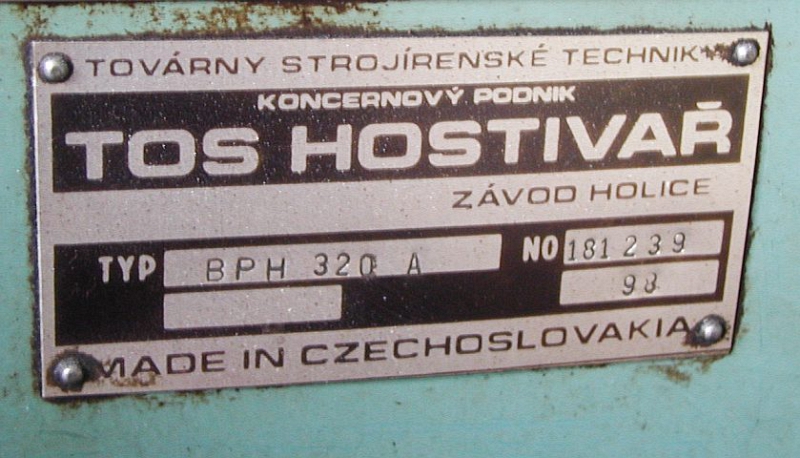 TOVÁRNY STROJÍRENSKÉ TECHNIKY
KONCERNOVÝ PODNIK
TOS HOSTIVAŘ
ZÁVOD HOLICE
TYP BPH 320 A NO 181 239
98
MADE IN CZECHOSLOVAKIA